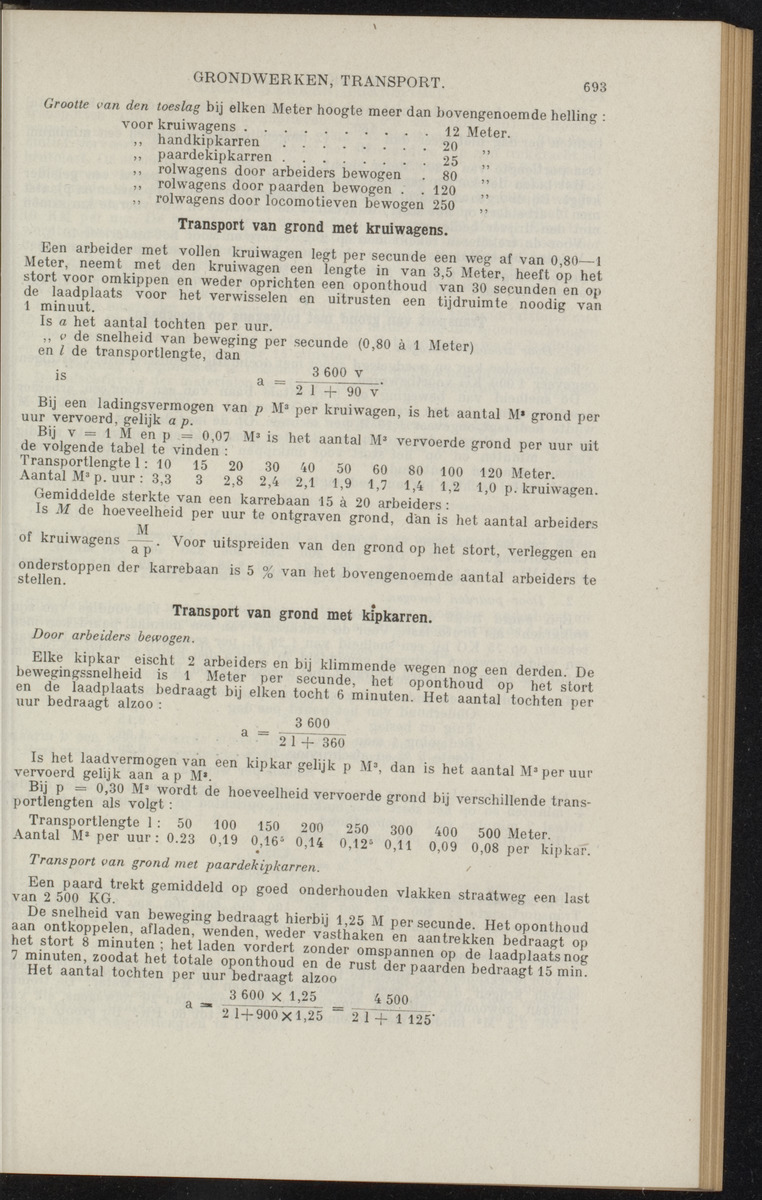 GRONDWERKEN, TRANSPORT. 693
Grootte van den toeslag bij elken Meter hoogte meer dan bovengenoemde helling :
voor kruiwagens . . . . . . . . . . 12 Meter.
„ handkipkarren . . . . . . . . 20 „
„ paardekipkarren . . . . . . . . 25 „
„ rolwagens door arbeiders bewogen . 80 „
„ rolwagens door paarden bewogen . . 120 „
„ rolwagens door locomotieven bewogen 250 „
Transport van grond met kruiwagens.
Een arbeider met vollen kruiwagen legt per secunde een weg af van 0,80—1
Meter, neemt met den kruiwagen een lengte in van 3,5 Meter, heeft op het
stort voor omkippen en weder oprichten een oponthoud van 30 secunden en op
de laadplaats voor het verwisselen en uitrusten een tijdruimte noodig van
1 minuut.
Is a het aantal tochten per uur.
„ v de snelheid van beweging per secunde (0,80 à 1 Meter)
en l de transportlengte, dan
is a = 3 600 v / 2 l + 90 v.
Bij een ladingsvermogen van p M³ per kruiwagen, is het aantal M³ grond per
uur vervoerd, gelijk a p.
Bij v = 1 M en p = 0,07 M³ is het aantal M³ vervoerde grond per uur uit
de volgende tabel te vinden :
Transportlengte l : 10 15 20 30 40 50 60 80 100 120 Meter.
Aantal M³ p. uur : 3,3 3 2,8 2,4 2,1 1,9 1,7 1,4 1,2 1,0 p. kruiwagen.
Gemiddelde sterkte van een karrebaan 15 à 20 arbeiders :
Is M de hoeveelheid per uur te ontgraven grond, dan is het aantal arbeiders
of kruiwagens M / a p . Voor uitspreiden van den grond op het stort, verleggen en
onderstoppen der karrebaan is 5 % van het bovengenoemde aantal arbeiders te
stellen.
Transport van grond met kipkarren.
Door arbeiders bewogen.
Elke kipkar eischt 2 arbeiders en bij klimmende wegen nog een derden. De
bewegingssnelheid is 1 Meter per secunde, het oponthoud op het stort
en de laadplaats bedraagt bij elken tocht 6 minuten. Het aantal tochten per
uur bedraagt alzoo :
a = 3 600 / 2 l + 360
Is het laadvermogen van een kipkar gelijk p M³, dan is het aantal M³ per uur
vervoerd gelijk aan a p M³.
Bij p = 0,30 M³ wordt de hoeveelheid vervoerde grond bij verschillende trans-
portlengten als volgt :
Transportlengte l : 50 100 150 200 250 300 400 500 Meter.
Aantal M³ per uur : 0.23 0,19 0,16⁵ 0,14 0,12⁵ 0,11 0,09 0,08 per kipkar.
Transport van grond met paardekipkarren.
Een paard trekt gemiddeld op goed onderhouden vlakken straatweg een last
van 2 500 KG.
De snelheid van beweging bedraagt hierbij 1,25 M per secunde. Het oponthoud
aan ontkoppelen, afladen, wenden, weder vasthaken en aantrekken bedraagt op
het stort 8 minuten ; het laden vordert zonder omspannen op de laadplaats nog
7 minuten, zoodat het totale oponthoud en de rust der paarden bedraagt 15 min.
Het aantal tochten per uur bedraagt alzoo
a = 3 600 × 1,25 / 2 l+900×1,25 = 4 500 / 2 l + 1 125.